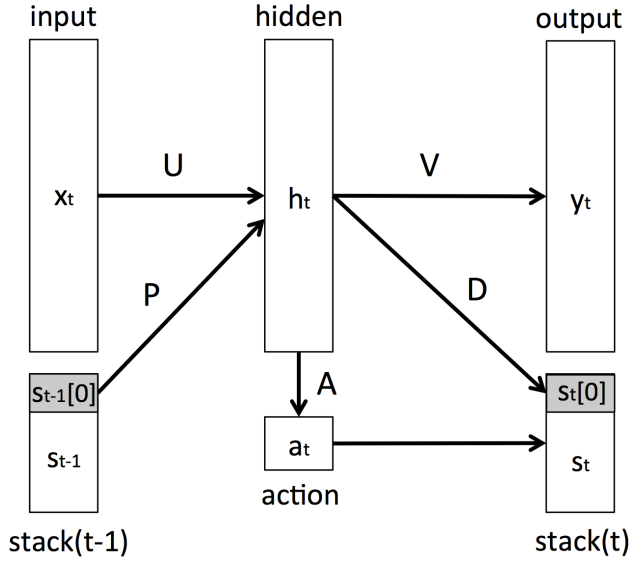 input
hidden
output
xt
U
ht
V
yt
P
D
st-1[0]
A
st[0]
st-1
at
st
action
stack(t-1)
stack(t)